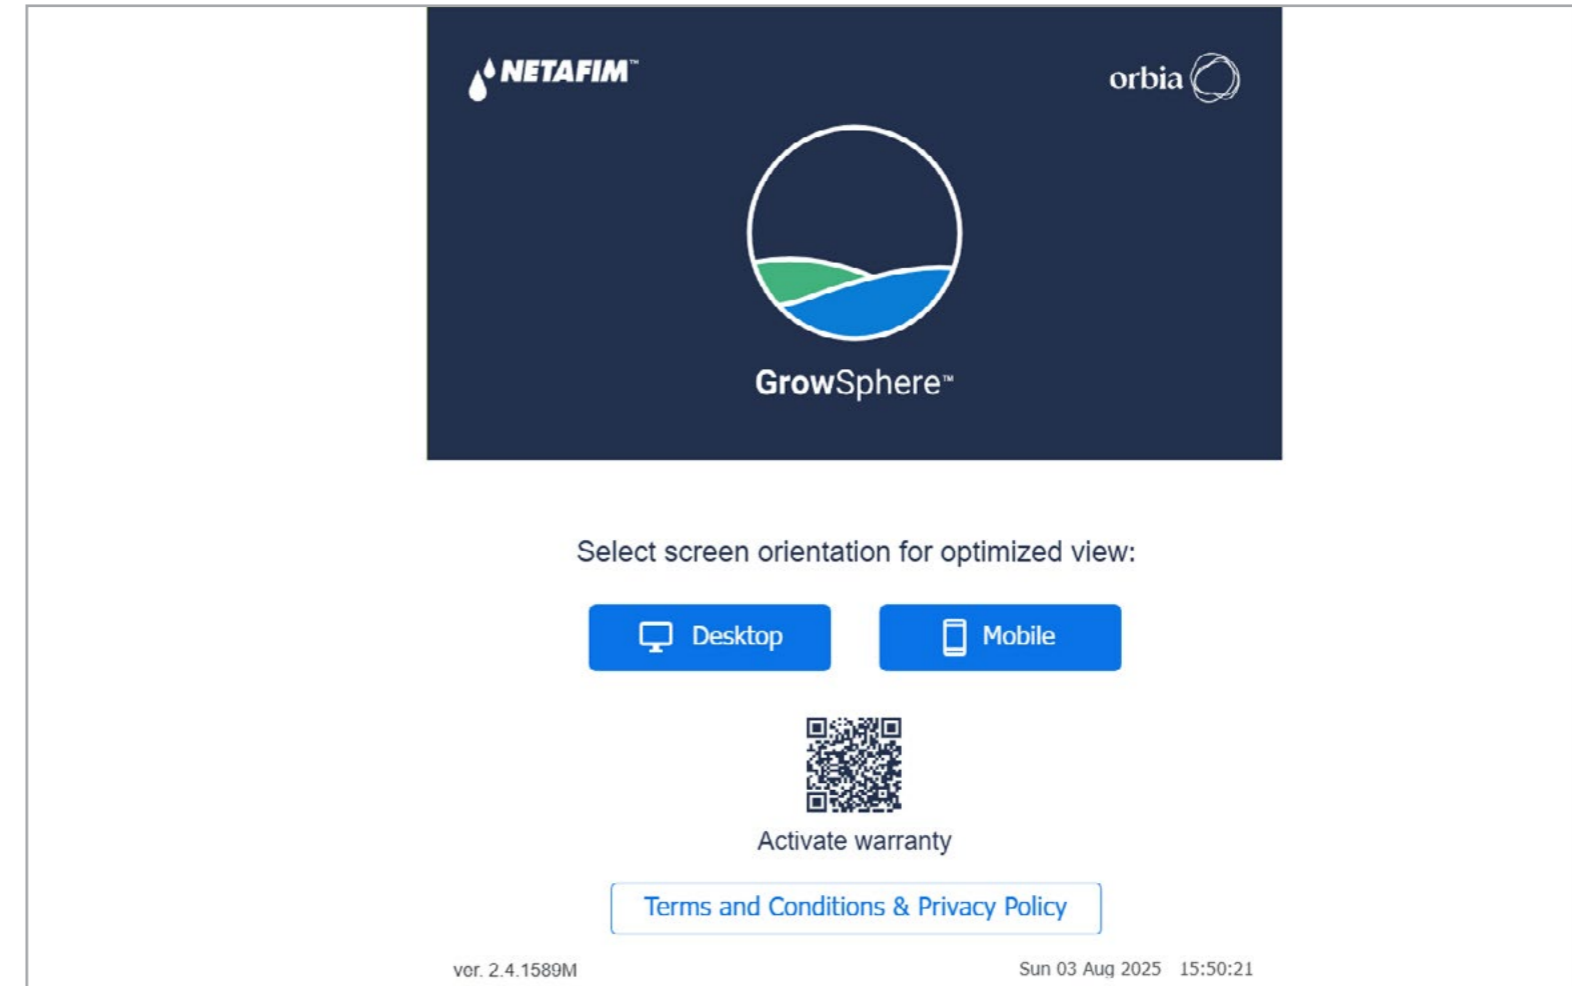 NETAFIM™
orbia
GrowSphere™
Select screen orientation for optimized view:
Desktop
Mobile
Activate warranty
Terms and Conditions & Privacy Policy
ver. 2.4.1589M
Sun 03 Aug 2025 15:50:21